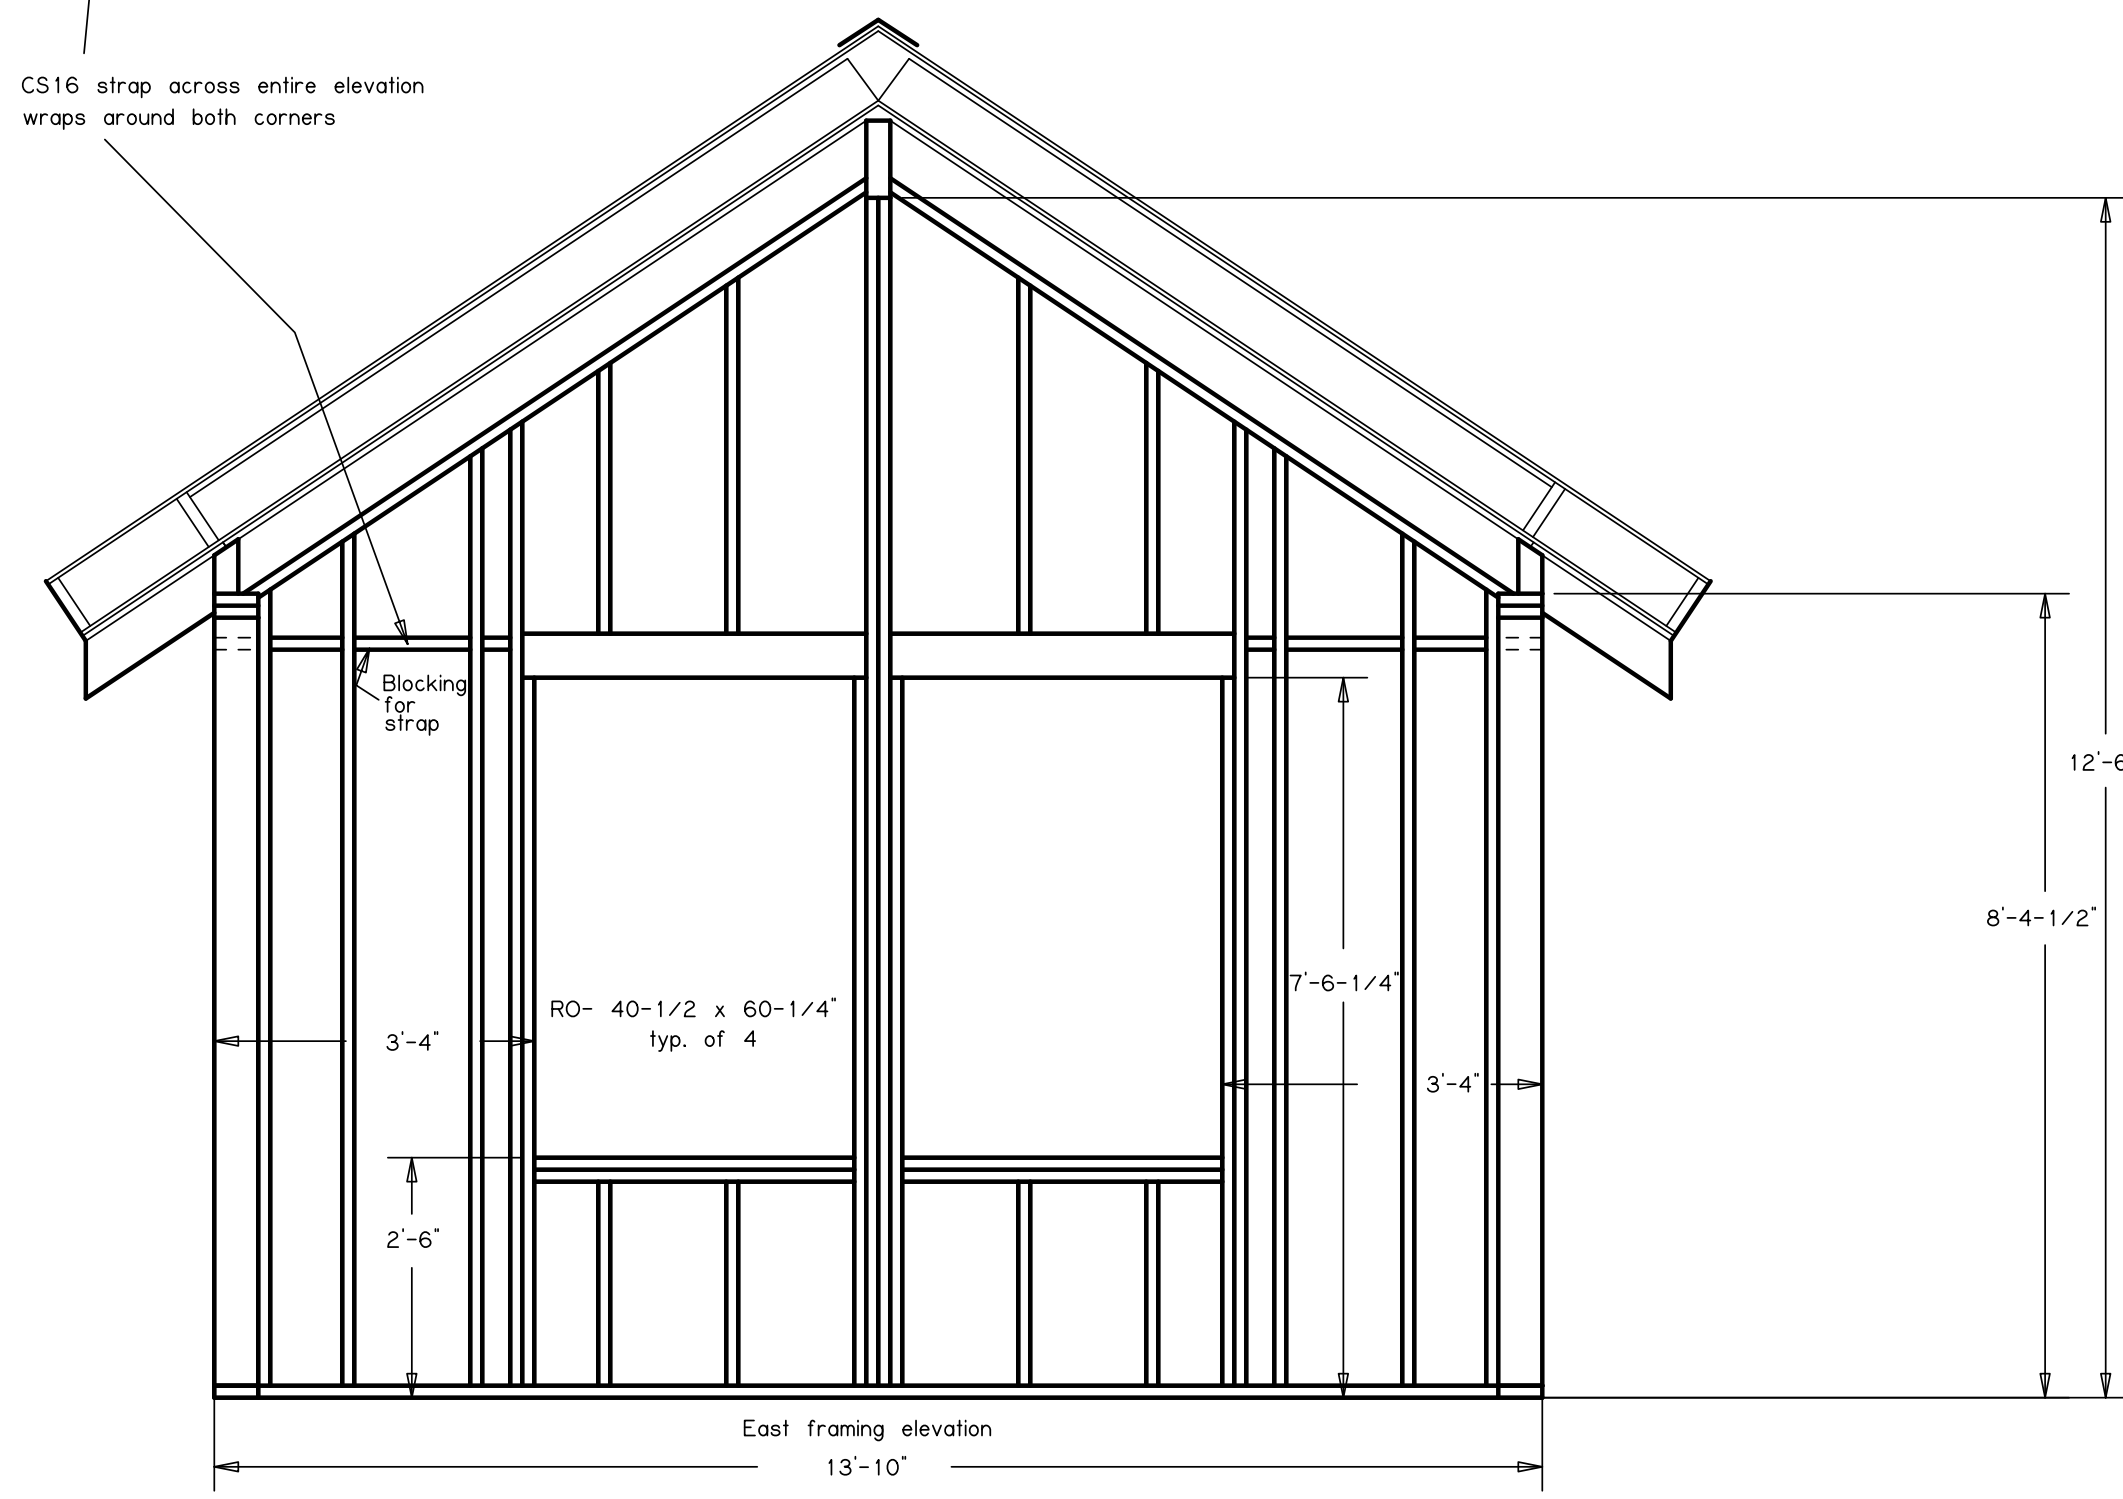 CS16 strap across entire elevation
wraps around both corners
Blocking
for
strap
12'-6
8'-4-1/2"
7'-6-1/4"
RO- 40-1/2 x 60-1/4"
typ. of 4
3'-4"
3'-4"
2'-6"
East framing elevation
13'-10"